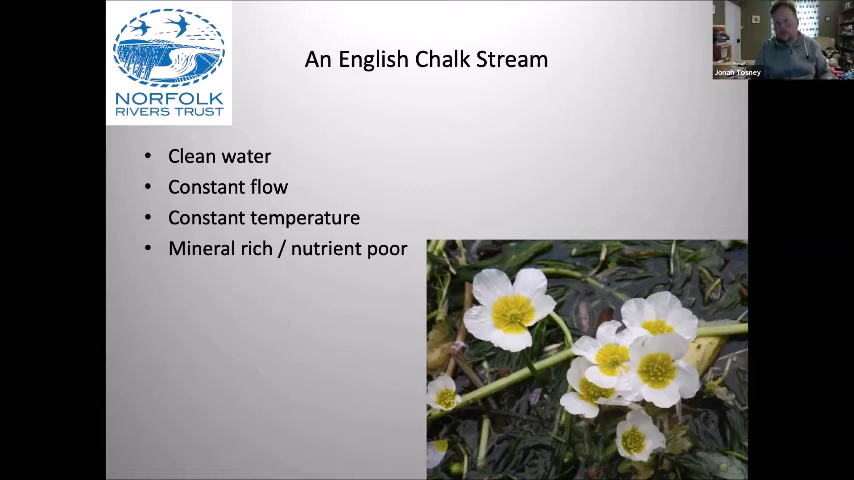 NORFOLK
RIVERS TRUST
An English Chalk Stream
• Clean water
• Constant flow
• Constant temperature
• Mineral rich / nutrient poor
Jonah Tosney